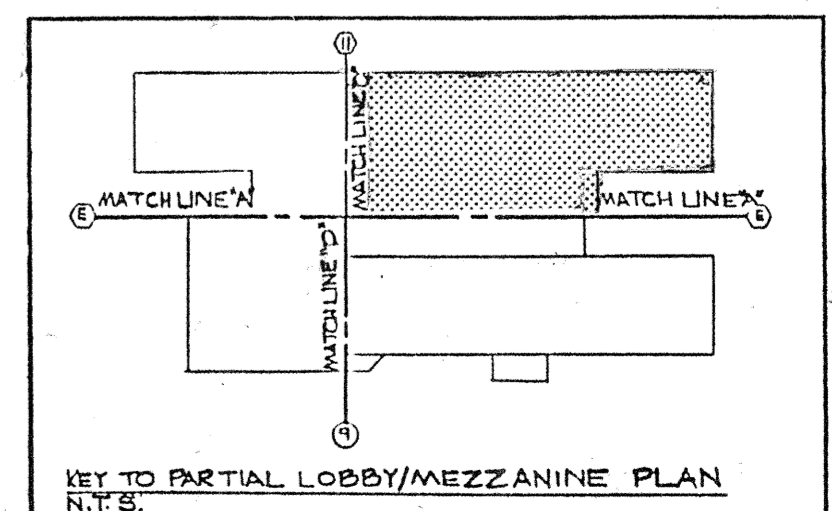 11
MATCH LINE "C"
MATCH LINE "A"
MATCH LINE "A"
E
E
MATCH LINE "D"
9
KEY TO PARTIAL LOBBY/MEZZANINE PLAN
N.T.S.